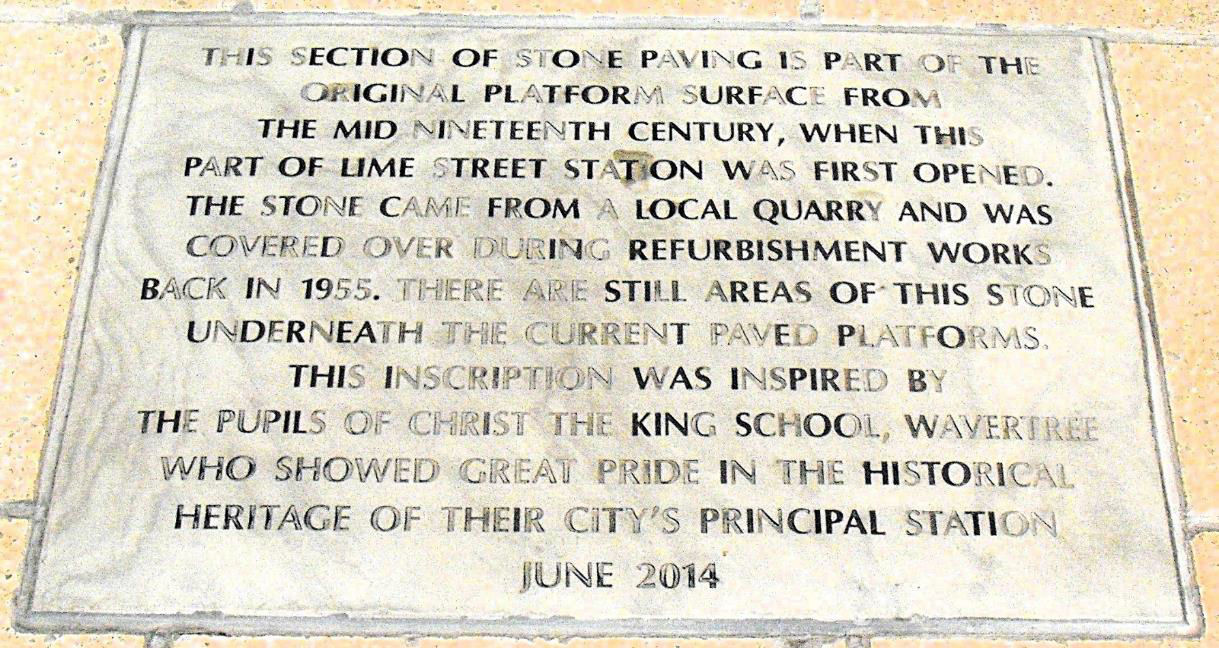 THIS SECTION OF STONE PAVING IS PART OF THE
ORIGINAL PLATFORM SURFACE FROM
THE MID NINETEENTH CENTURY, WHEN THIS
PART OF LIME STREET STATION WAS FIRST OPENED.
THE STONE CAME FROM A LOCAL QUARRY AND WAS
COVERED OVER DURING REFURBISHMENT WORKS
BACK IN 1955. THERE ARE STILL AREAS OF THIS STONE
UNDERNEATH THE CURRENT PAVED PLATFORMS.
THIS INSCRIPTION WAS INSPIRED BY
THE PUPILS OF CHRIST THE KING SCHOOL, WAVERTREE
WHO SHOWED GREAT PRIDE IN THE HISTORICAL
HERITAGE OF THEIR CITY'S PRINCIPAL STATION
JUNE 2014